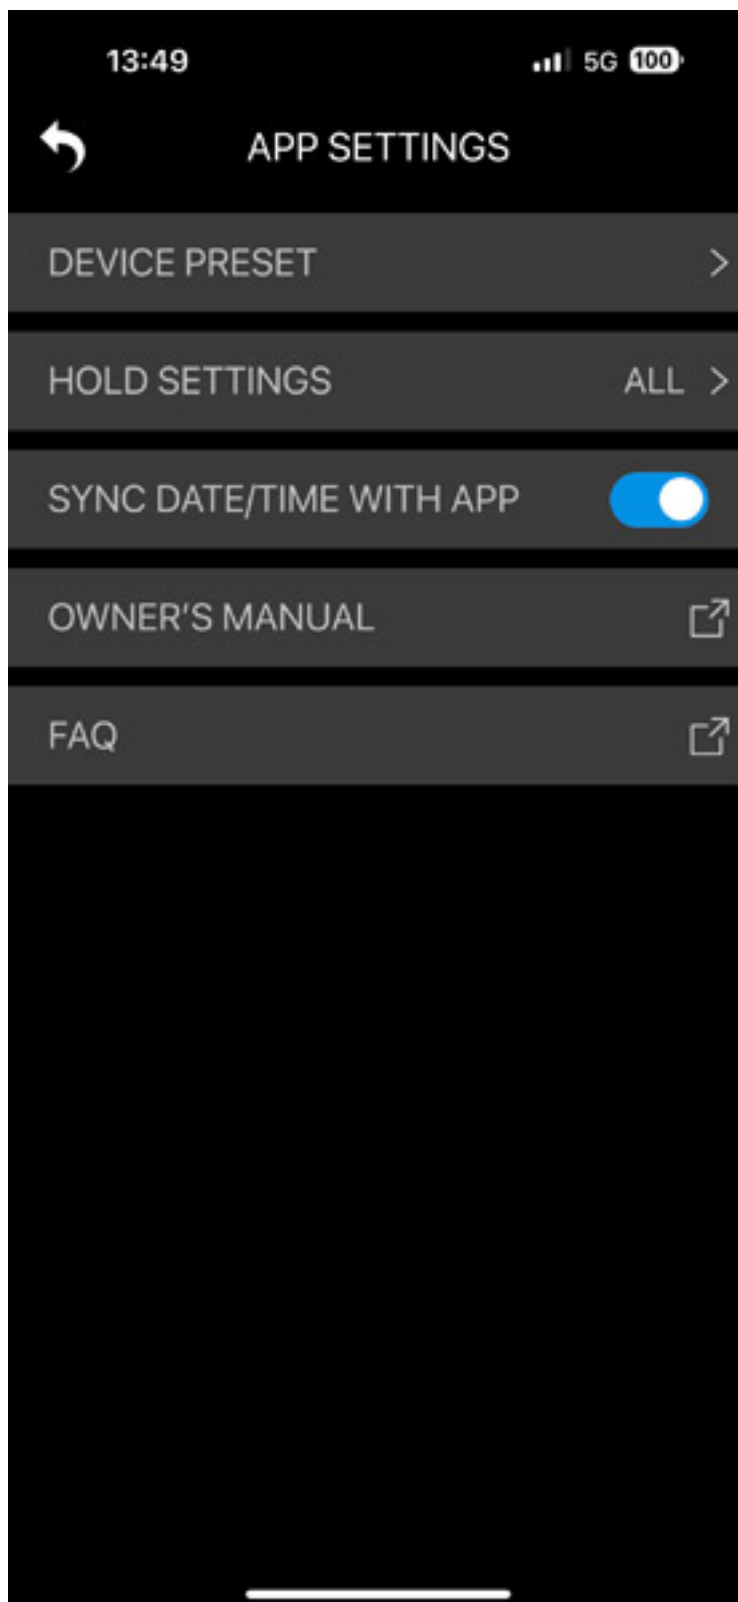 13:49 5G 100
APP SETTINGS
DEVICE PRESET
HOLD SETTINGS ALL
SYNC DATE/TIME WITH APP
OWNER'S MANUAL
FAQ